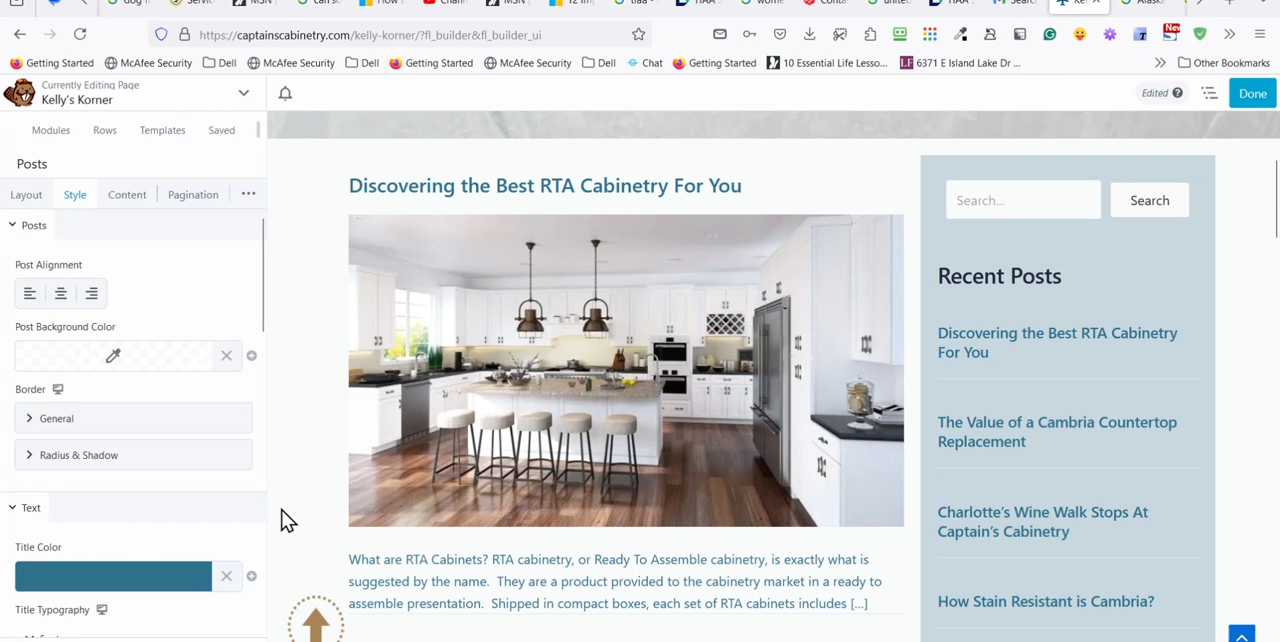 MSN
MSN
12 Im
https://captainscabinetry.com/kelly-korner/?fl_builder&fl_builder_ui
New
Getting Started McAfee Security Dell McAfee Security Dell Getting Started McAfee Security Dell Chat Getting Started 10 Essential Life Lesso... 6371 E Island Lake Dr ... Other Bookmarks
Currently Editing Page
Kelly's Korner
Edited
Done
Modules Rows Templates Saved
Posts
Layout Style Content Pagination
Posts
Post Alignment
Post Background Color
Border
General
Radius & Shadow
Text
Title Color
Title Typography
Discovering the Best RTA Cabinetry For You
What are RTA Cabinets? RTA cabinetry, or Ready To Assemble cabinetry, is exactly what is
suggested by the name. They are a product provided to the cabinetry market in a ready to
assemble presentation. Shipped in compact boxes, each set of RTA cabinets includes [...]
Search... Search
Recent Posts
Discovering the Best RTA Cabinetry
For You
The Value of a Cambria Countertop
Replacement
Charlotte's Wine Walk Stops At
Captain's Cabinetry
How Stain Resistant is Cambria?